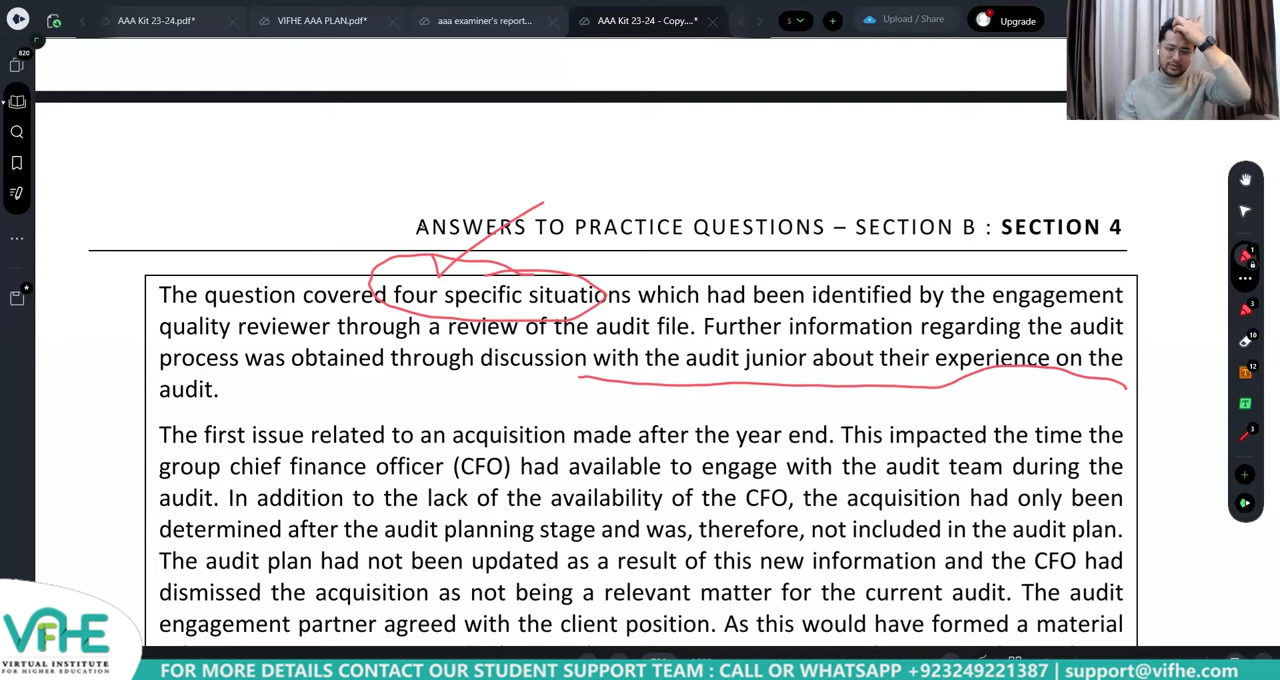 AAA Kit 23-24.pdf*
VIFHE AAA PLAN.pdf*
aaa examiner's report...
AAA Kit 23-24 - Copy....*
5
Upload / Share
Upgrade
820
ANSWERS TO PRACTICE QUESTIONS – SECTION B : SECTION 4
The question covered four specific situations which had been identified by the engagement
quality reviewer through a review of the audit file. Further information regarding the audit
process was obtained through discussion with the audit junior about their experience on the
audit.
The first issue related to an acquisition made after the year end. This impacted the time the
group chief finance officer (CFO) had available to engage with the audit team during the
audit. In addition to the lack of the availability of the CFO, the acquisition had only been
determined after the audit planning stage and was, therefore, not included in the audit plan.
The audit plan had not been updated as a result of this new information and the CFO had
dismissed the acquisition as not being a relevant matter for the current audit. The audit
engagement partner agreed with the client position. As this would have formed a material
1
3
10
12
T
3
VIFHE
VIRTUAL INSTITUTE
FOR HIGHER EDUCATION
FOR MORE DETAILS CONTACT OUR STUDENT SUPPORT TEAM : CALL OR WHATSAPP +923249221387 | support@vifhe.com